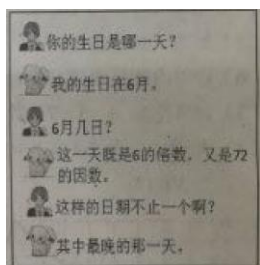 你的生日是哪一天？
我的生日在6月。
6月几日？
这一天既是6的倍数，又是72
的因数。
这样的日期不止一个啊？
其中最晚的那一天。